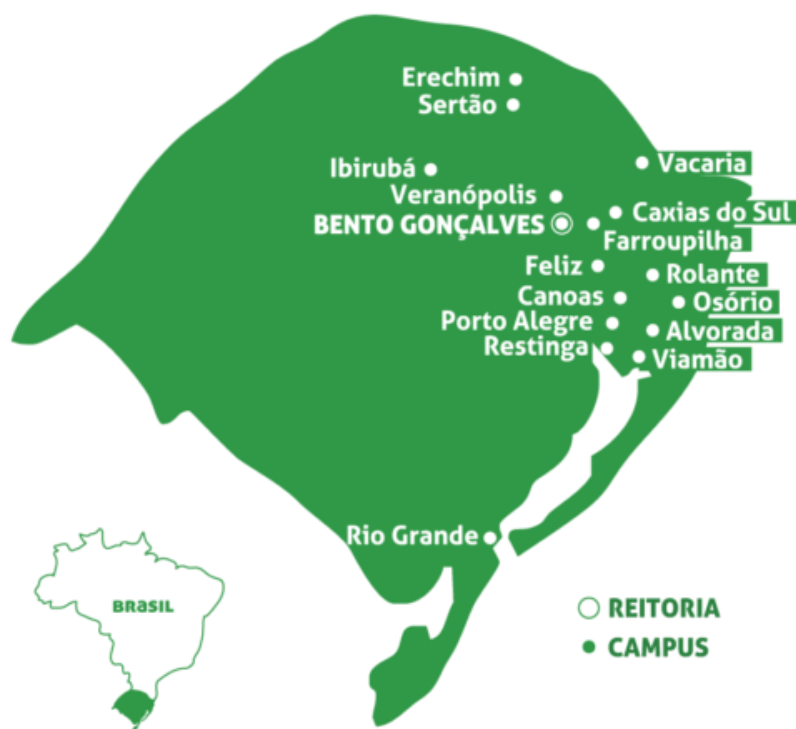 Erechim
Sertão
Vacaria
Ibirubá
Veranópolis
Caxias do Sul
BENTO GONÇALVES
Farroupilha
Feliz
Rolante
Canoas
Osório
Porto Alegre
Alvorada
Restinga
Viamão
Rio Grande
BRASIL
REITORIA
CAMPUS